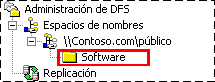 Administración de DFS
Espacios de nombres
\\Contoso.com\público
Software
Replicación